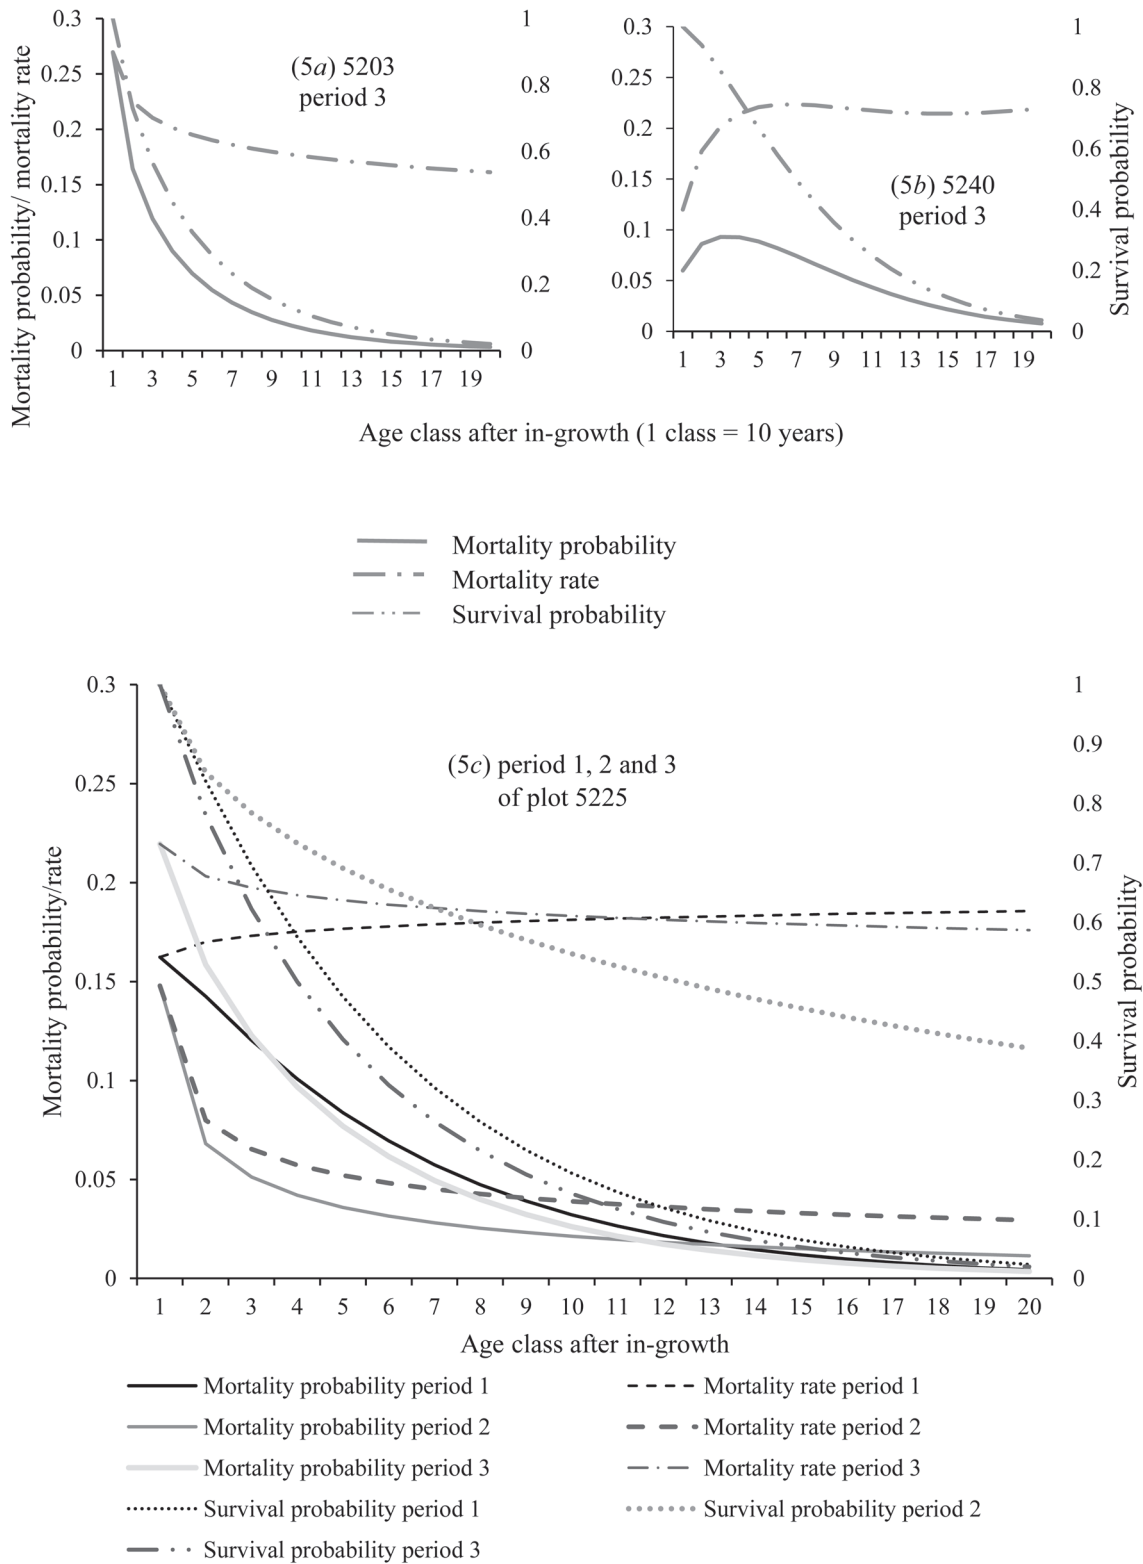 Mortality probability/ mortality rate
0.3
0.25
0.2
0.15
0.1
0.05
0
(5a) 5203
period 3
1
0.8
0.6
0.4
0.2
0
1 3 5 7 9 11 13 15 17 19
0.3
0.25
0.2
0.15
0.1
0.05
0
(5b) 5240
period 3
1
0.8
0.6
0.4
0.2
0
Survival probability
1 3 5 7 9 11 13 15 17 19
Age class after in-growth (1 class = 10 years)
Mortality probability
Mortality rate
Survival probability
Mortality probability/rate
0.3
0.25
0.2
0.15
0.1
0.05
0
(5c) period 1, 2 and 3
of plot 5225
1
0.9
0.8
0.7
0.6
0.5
0.4
0.3
0.2
0.1
0
Survival probability
1 2 3 4 5 6 7 8 9 10 11 12 13 14 15 16 17 18 19 20
Age class after in-growth
Mortality probability period 1
Mortality rate period 1
Mortality probability period 2
Mortality rate period 2
Mortality probability period 3
Mortality rate period 3
Survival probability period 1
Survival probability period 2
Survival probability period 3